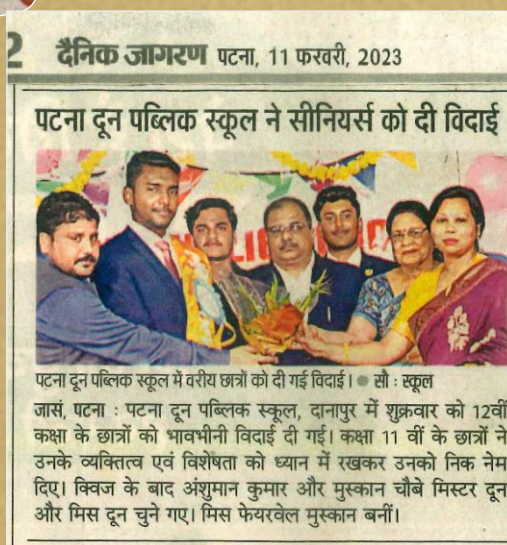 2 दैनिक जागरण पटना, 11 फरवरी, 2023
पटना दून पब्लिक स्कूल ने सीनियर्स को दी विदाई
पटना दून पब्लिक स्कूल में वरीय छात्रों को दी गई विदाई। ● सौ : स्कूल
जासं, पटना : पटना दून पब्लिक स्कूल, दानापुर में शुक्रवार को 12वीं
कक्षा के छात्रों को भावभीनी विदाई दी गई। कक्षा 11 वीं के छात्रों ने
उनके व्यक्तित्व एवं विशेषता को ध्यान में रखकर उनको निक नेम
दिए। क्विज के बाद अंशुमान कुमार और मुस्कान चौबे मिस्टर दून
और मिस दून चुने गए। मिस फेयरवेल मुस्कान बनीं।